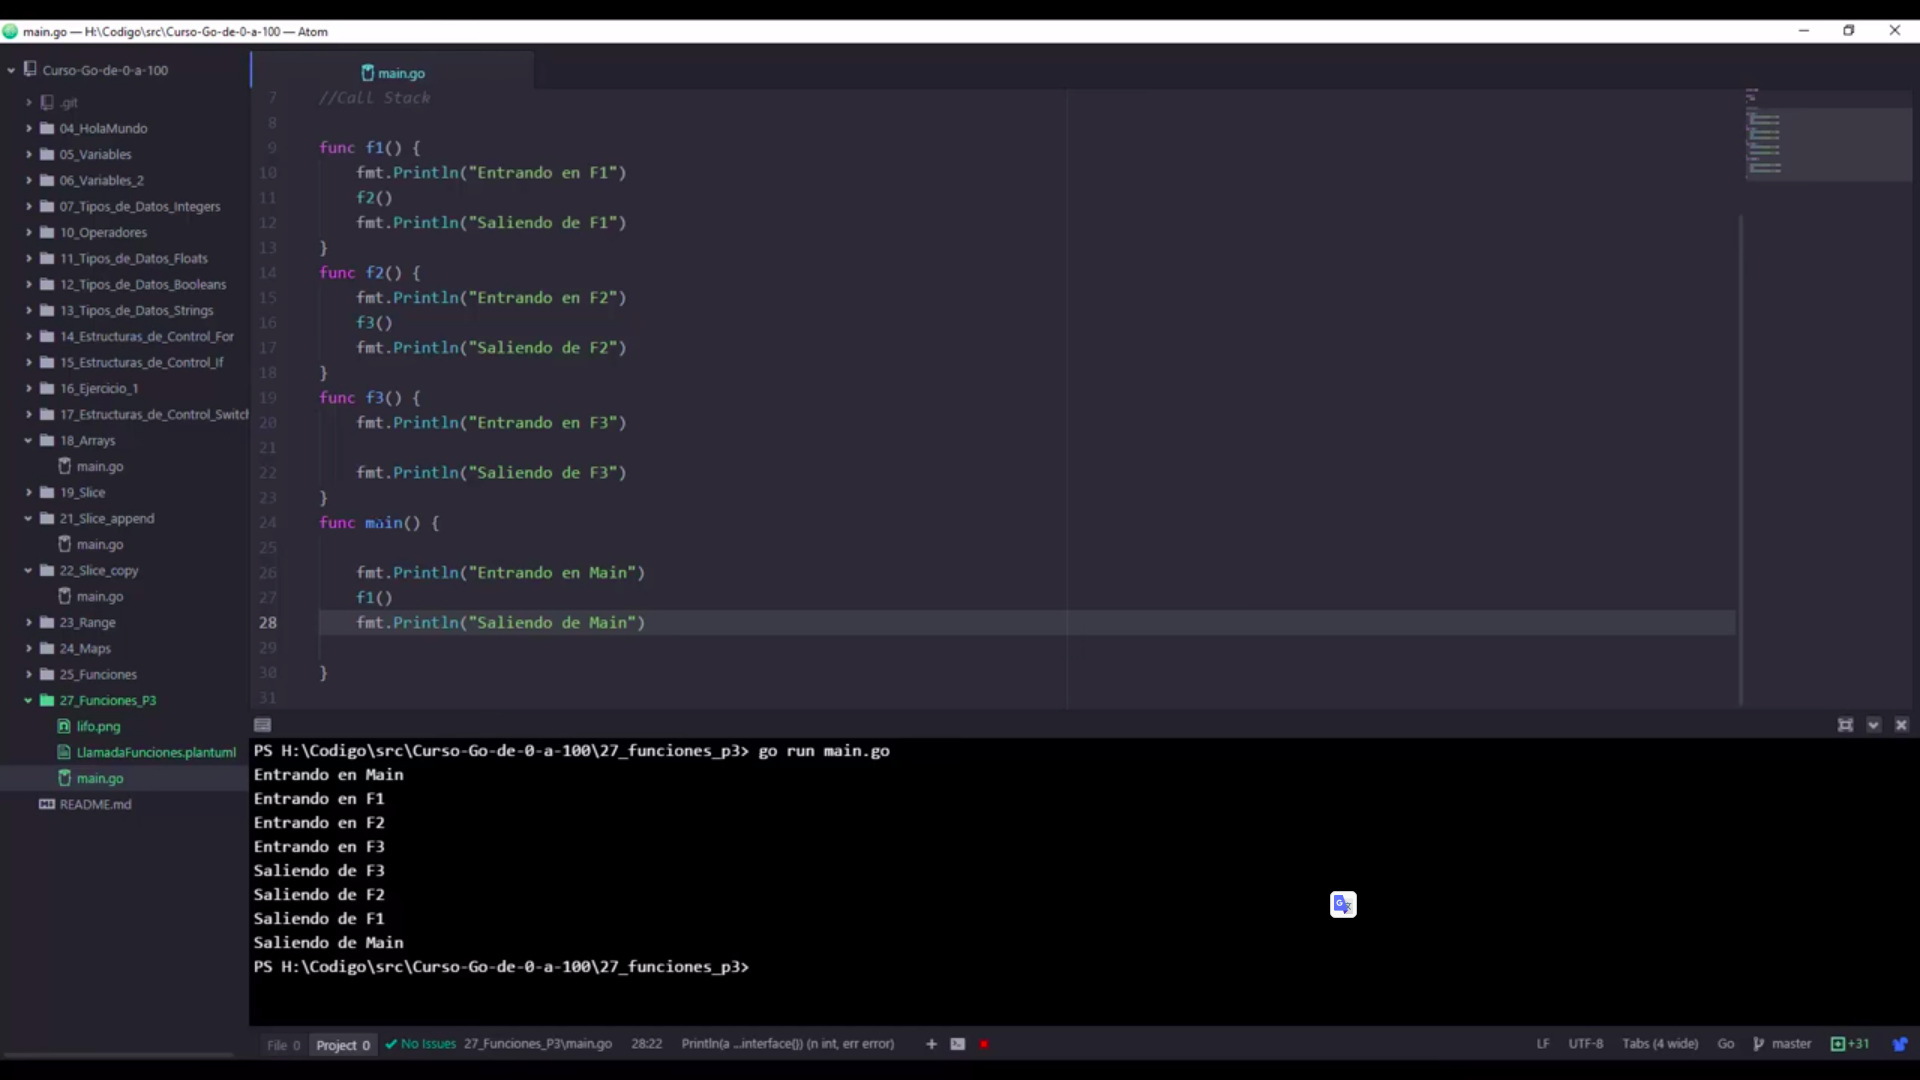 main.go — H:\Codigo\src\Curso-Go-de-0-a-100 — Atom
Curso-Go-de-0-a-100
.git
04_HolaMundo
05_Variables
06_Variables_2
07_Tipos_de_Datos_Integers
10_Operadores
11_Tipos_de_Datos_Floats
12_Tipos_de_Datos_Booleans
13_Tipos_de_Datos_Strings
14_Estructuras_de_Control_For
15_Estructuras_de_Control_If
16_Ejercicio_1
17_Estructuras_de_Control_Switch
18_Arrays
main.go
19_Slice
21_Slice_append
main.go
22_Slice_copy
main.go
23_Range
24_Maps
25_Funciones
27_Funciones_P3
lifo.png
LlamadaFunciones.plantuml
main.go
README.md
main.go
7 //Call Stack
8
9 func f1() {
10 fmt.Println("Entrando en F1")
11 f2()
12 fmt.Println("Saliendo de F1")
13 }
14 func f2() {
15 fmt.Println("Entrando en F2")
16 f3()
17 fmt.Println("Saliendo de F2")
18 }
19 func f3() {
20 fmt.Println("Entrando en F3")
21
22 fmt.Println("Saliendo de F3")
23 }
24 func main() {
25
26 fmt.Println("Entrando en Main")
27 f1()
28 fmt.Println("Saliendo de Main")
29
30 }
31
PS H:\Codigo\src\Curso-Go-de-0-a-100\27_funciones_p3> go run main.go
Entrando en Main
Entrando en F1
Entrando en F2
Entrando en F3
Saliendo de F3
Saliendo de F2
Saliendo de F1
Saliendo de Main
PS H:\Codigo\src\Curso-Go-de-0-a-100\27_funciones_p3>
File 0 Project 0 No Issues 27_Funciones_P3\main.go 28:22 Println(a ...interface{}) (n int, err error) LF UTF-8 Tabs (4 wide) Go master +31